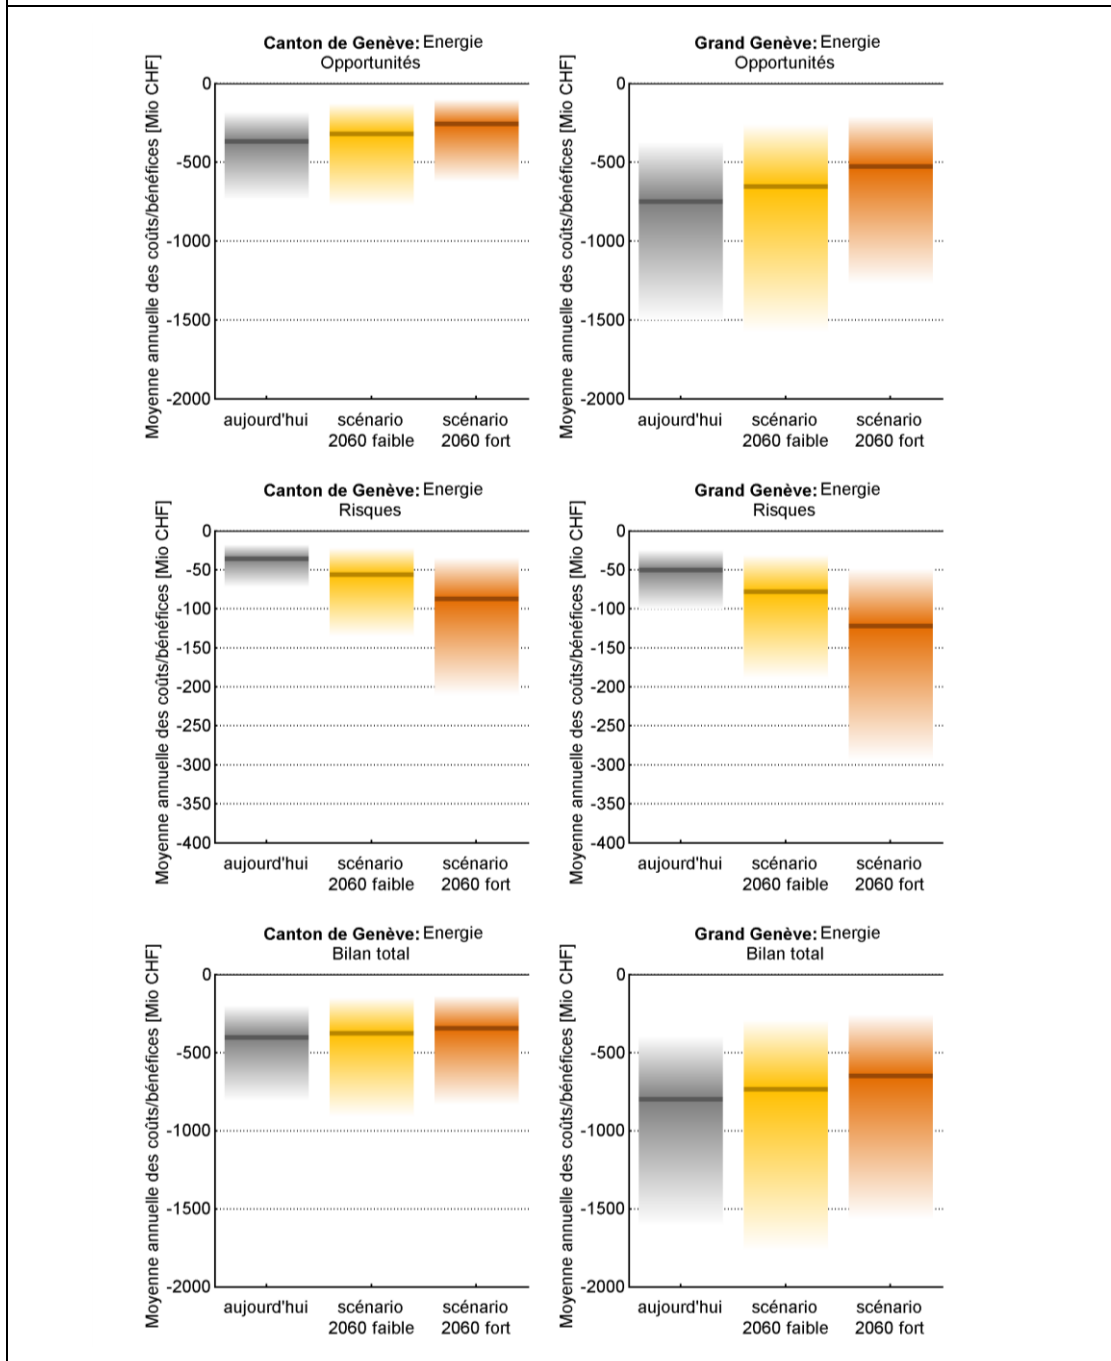 Canton de Genève: Energie
Opportunités
Moyenne annuelle des coûts/bénéfices [Mio CHF]
0
-500
-1000
-1500
-2000
aujourd'hui
scénario
2060 faible
scénario
2060 fort
Grand Genève: Energie
Opportunités
Moyenne annuelle des coûts/bénéfices [Mio CHF]
0
-500
-1000
-1500
-2000
aujourd'hui
scénario
2060 faible
scénario
2060 fort
Canton de Genève: Energie
Risques
Moyenne annuelle des coûts/bénéfices [Mio CHF]
0
-50
-100
-150
-200
-250
-300
-350
-400
aujourd'hui
scénario
2060 faible
scénario
2060 fort
Grand Genève: Energie
Risques
Moyenne annuelle des coûts/bénéfices [Mio CHF]
0
-50
-100
-150
-200
-250
-300
-350
-400
aujourd'hui
scénario
2060 faible
scénario
2060 fort
Canton de Genève: Energie
Bilan total
Moyenne annuelle des coûts/bénéfices [Mio CHF]
0
-500
-1000
-1500
-2000
aujourd'hui
scénario
2060 faible
scénario
2060 fort
Grand Genève: Energie
Bilan total
Moyenne annuelle des coûts/bénéfices [Mio CHF]
0
-500
-1000
-1500
-2000
aujourd'hui
scénario
2060 faible
scénario
2060 fort